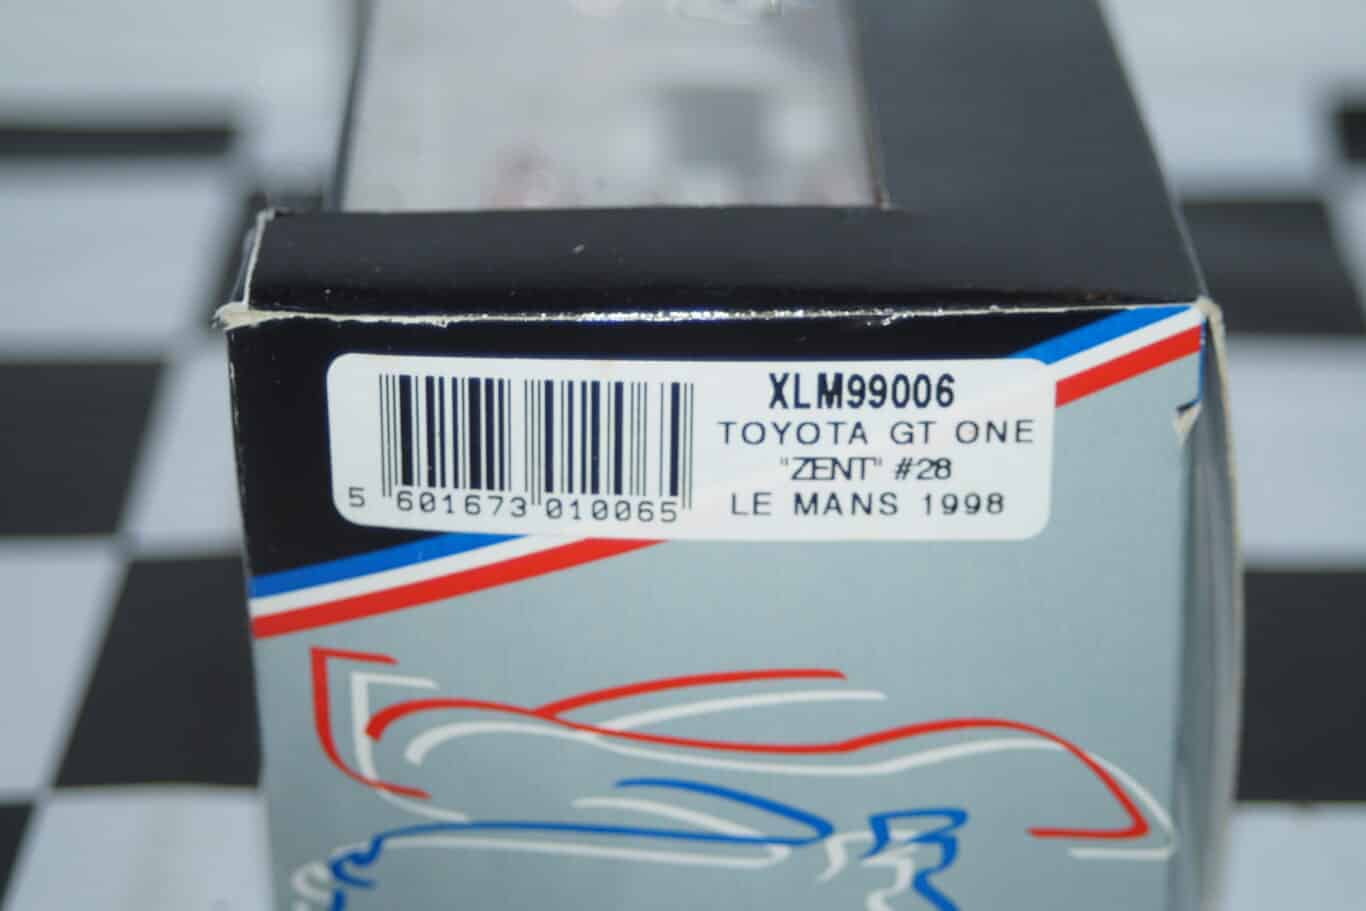 XLM99006
TOYOTA GT ONE
"ZENT" #28
LE MANS 1998
5 601673 010065